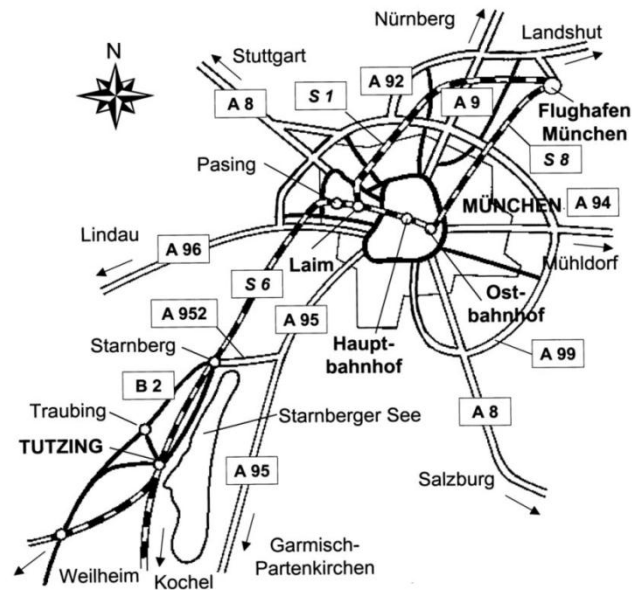 Nürnberg
Landshut
N
Stuttgart
A 92
S 1
A 8
A 9
Flughafen
München
S 8
Pasing
MÜNCHEN
A 94
Lindau
A 96
Laim
Mühldorf
S 6
Ost-
bahnhof
A 952
A 95
Haupt-
bahnhof
A 99
Starnberg
B 2
Traubing
Starnberger See
A 8
TUTZING
A 95
Salzburg
Garmisch-
Partenkirchen
Weilheim
Kochel